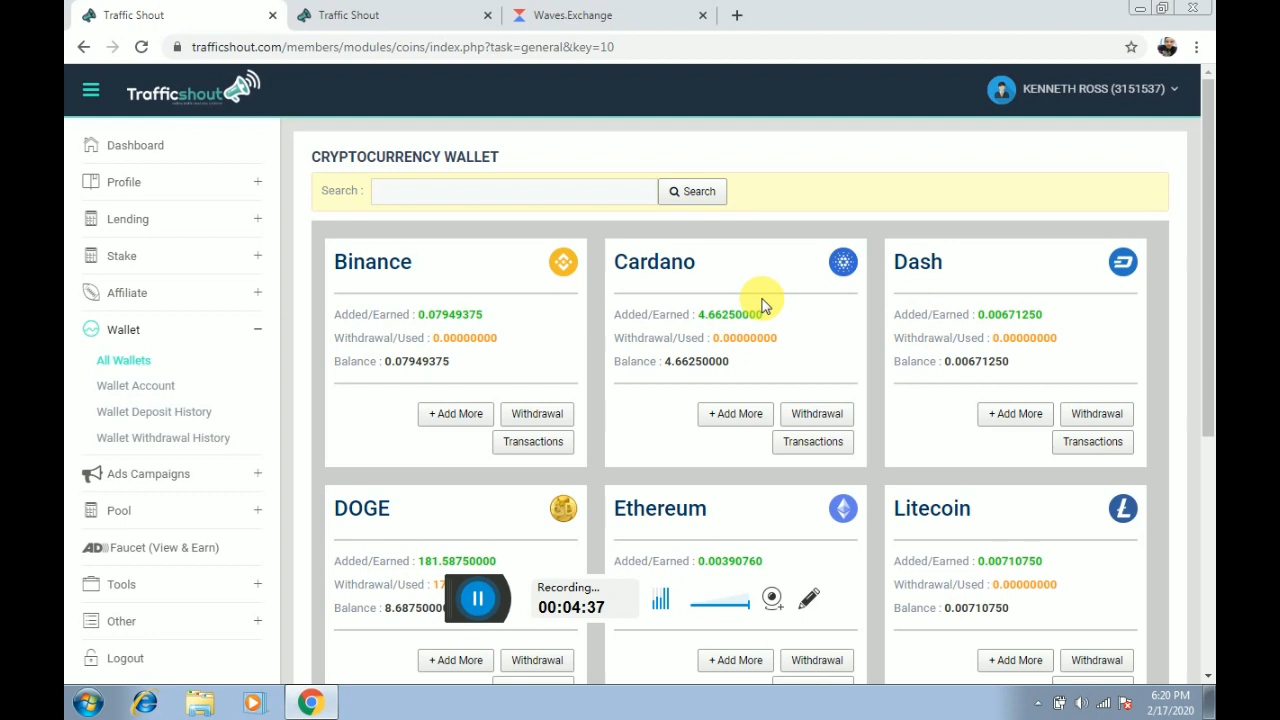 Traffic Shout
Traffic Shout
Waves.Exchange
trafficshout.com/members/modules/coins/index.php?task=general&key=10
Trafficshout
KENNETH ROSS (3151537)
Dashboard
Profile
Lending
Stake
Affiliate
Wallet
All Wallets
Wallet Account
Wallet Deposit History
Wallet Withdrawal History
Ads Campaigns
Pool
AD Faucet (View & Earn)
Tools
Other
Logout
CRYPTOCURRENCY WALLET
Search :
Search
Binance
Added/Earned : 0.07949375
Withdrawal/Used : 0.00000000
Balance : 0.07949375
+ Add More Withdrawal
Transactions
Cardano
Added/Earned : 4.66250000
Withdrawal/Used : 0.00000000
Balance : 4.66250000
+ Add More Withdrawal
Transactions
Dash
Added/Earned : 0.00671250
Withdrawal/Used : 0.00000000
Balance : 0.00671250
+ Add More Withdrawal
Transactions
DOGE
Added/Earned : 181.58750000
Withdrawal/Used :
Balance : 8.6875000
+ Add More Withdrawal
Ethereum
Added/Earned : 0.00390760
+ Add More Withdrawal
Litecoin
Added/Earned : 0.00710750
Withdrawal/Used : 0.00000000
Balance : 0.00710750
+ Add More Withdrawal
Recording...
00:04:37
6:20 PM
2/17/2020